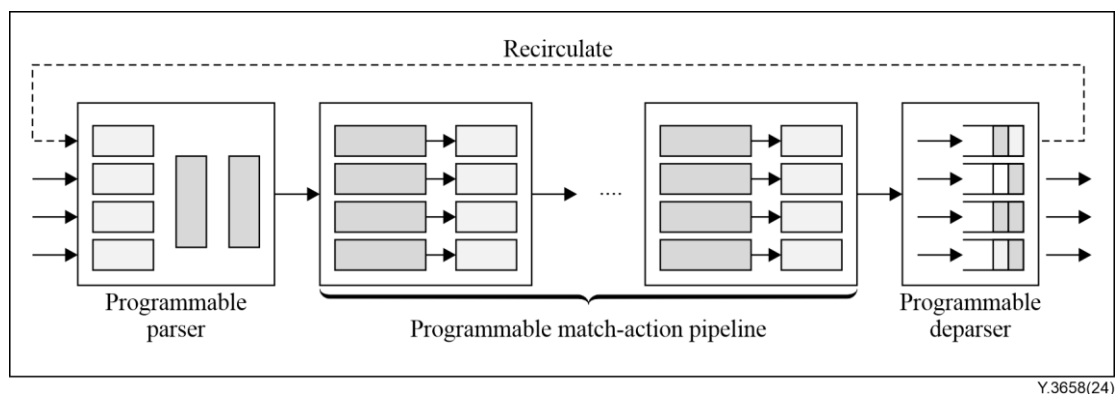 Recirculate
....
Programmable
parser
Programmable match-action pipeline
Programmable
deparser
Y.3658(24)